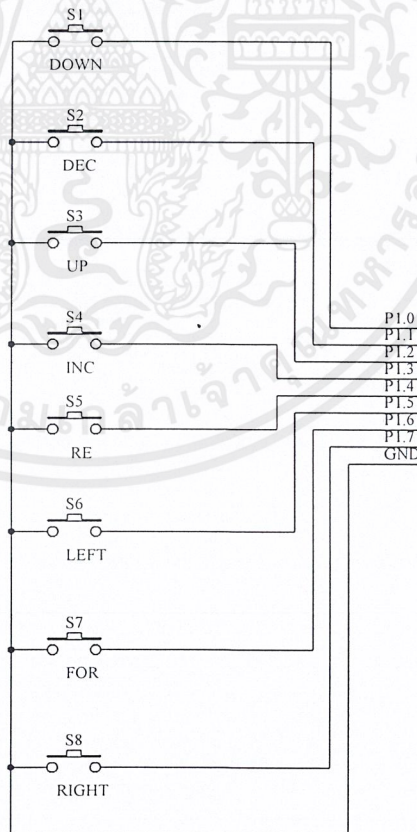 S1
DOWN
S2
DEC
S3
UP
S4
INC
S5
RE
S6
LEFT
S7
FOR
S8
RIGHT
P1.0
P1.1
P1.2
P1.3
P1.4
P1.5
P1.6
P1.7
GND